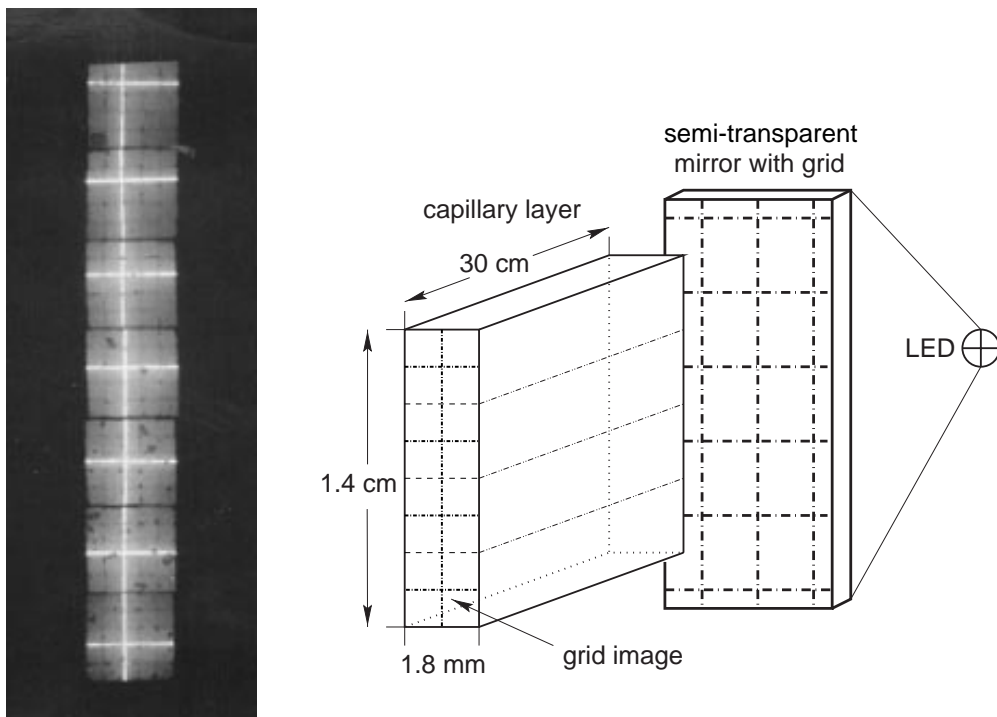 semi-transparent
mirror with grid
capillary layer
30 cm
LED
1.4 cm
1.8 mm
grid image